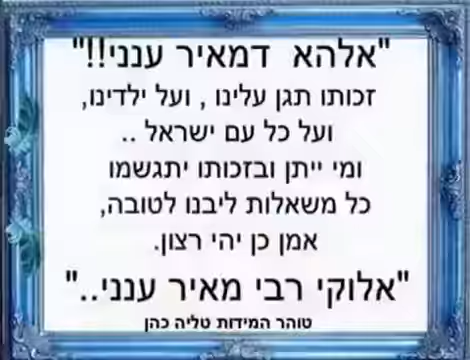 "אלהא דמאיר ענני!!"
זכותו תגן עלינו , ועל ילדינו,
ועל כל עם ישראל ..
ומי ייתן ובזכותו יתגשמו
כל משאלות ליבנו לטובה,
אמן כן יהי רצון.
"אלוקי רבי מאיר ענני.."
טוהר המידות טליה כהן